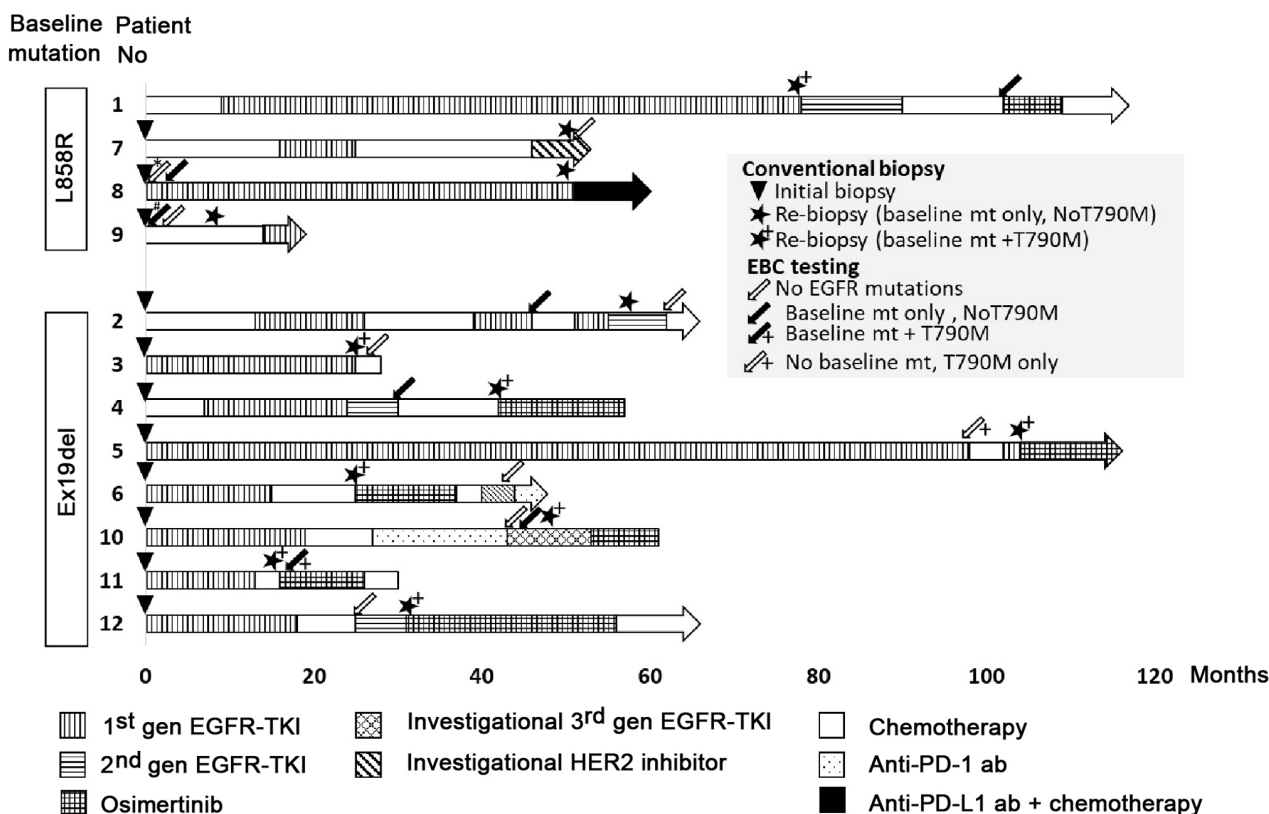 Baseline Patient
mutation No
L858R
1
7
8
9
*
#
+
Conventional biopsy
Initial biopsy
Re-biopsy (baseline mt only, NoT790M)
+ Re-biopsy (baseline mt +T790M)
EBC testing
No EGFR mutations
Baseline mt only , NoT790M
+ Baseline mt + T790M
+ No baseline mt, T790M only
Ex19del
2
3 +
4 +
5 + +
6 +
10 +
11 + +
12 +
0 20 40 60 80 100 120 Months
1st gen EGFR-TKI
2nd gen EGFR-TKI
Osimertinib
Investigational 3rd gen EGFR-TKI
Investigational HER2 inhibitor
Chemotherapy
Anti-PD-1 ab
Anti-PD-L1 ab + chemotherapy